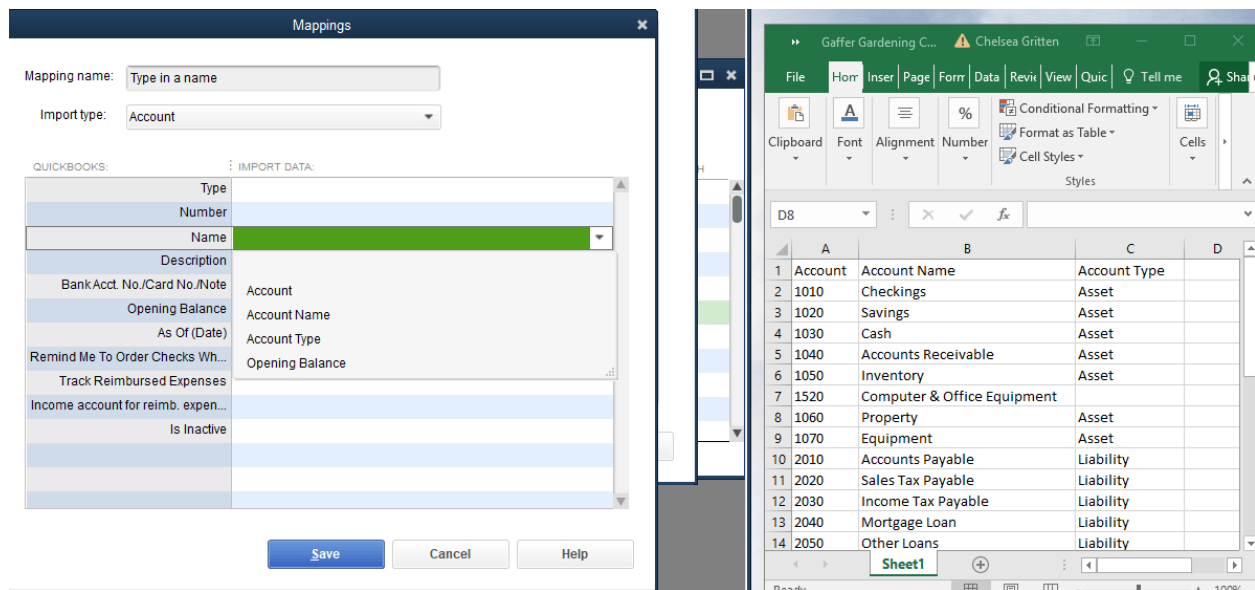 Mappings
Mapping name: Type in a name
Import type: Account
QUICKBOOKS: IMPORT DATA:
Type
Number
Name
Description
Bank Acct. No./Card No./Note
Opening Balance
As Of (Date)
Remind Me To Order Checks Wh...
Track Reimbursed Expenses
Income account for reimb. expen...
Is Inactive
Account
Account Name
Account Type
Opening Balance
Save Cancel Help
H
Gaffer Gardening C... Chelsea Gritten
File Hom Inser Page Form Data Revie View Quic Tell me Shar
Clipboard Font Alignment Number Conditional Formatting
Format as Table
Cell Styles
Cells
Styles
D8 fx
A B C D
1 Account Account Name Account Type
2 1010 Checkings Asset
3 1020 Savings Asset
4 1030 Cash Asset
5 1040 Accounts Receivable Asset
6 1050 Inventory Asset
7 1520 Computer & Office Equipment
8 1060 Property Asset
9 1070 Equipment Asset
10 2010 Accounts Payable Liability
11 2020 Sales Tax Payable Liability
12 2030 Income Tax Payable Liability
13 2040 Mortgage Loan Liability
14 2050 Other Loans Liability
Sheet1
Ready 100%